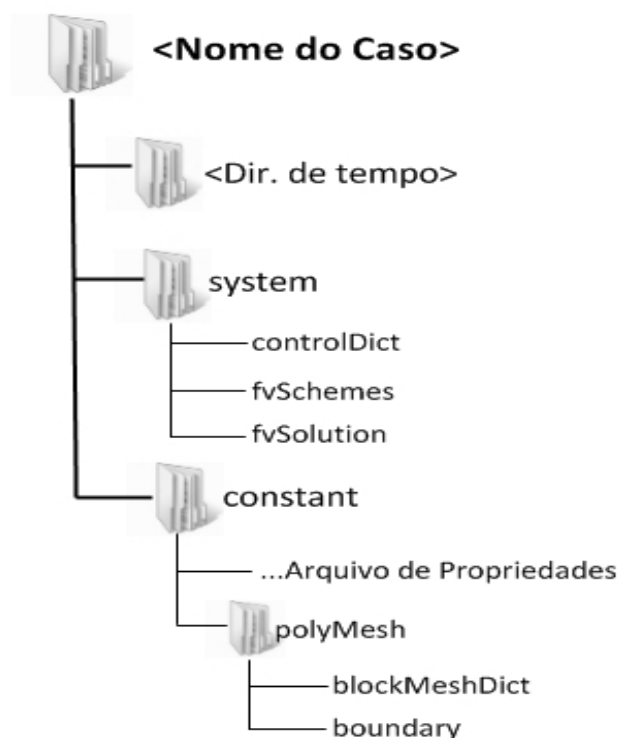 <Nome do Caso>
<Dir. de tempo>
system
controlDict
fvSchemes
fvSolution
constant
...Arquivo de Propriedades
polyMesh
blockMeshDict
boundary